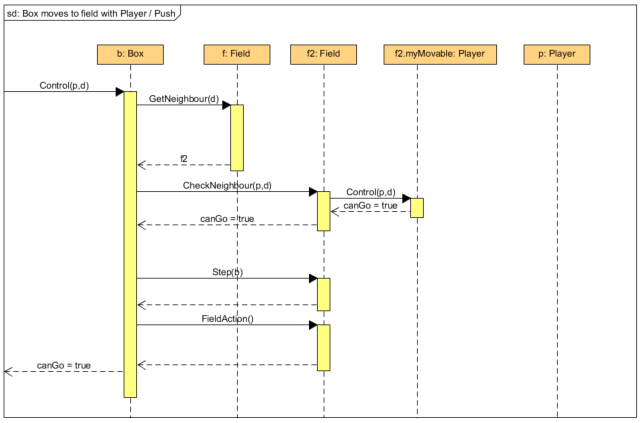 sd: Box moves to field with Player / Push
b: Box
f: Field
f2: Field
f2.myMovable: Player
p: Player
Control(p,d)
GetNeighbour(d)
f2
CheckNeighbour(p,d)
Control(p,d)
canGo = true
canGo = true
Step(b)
FieldAction()
canGo = true